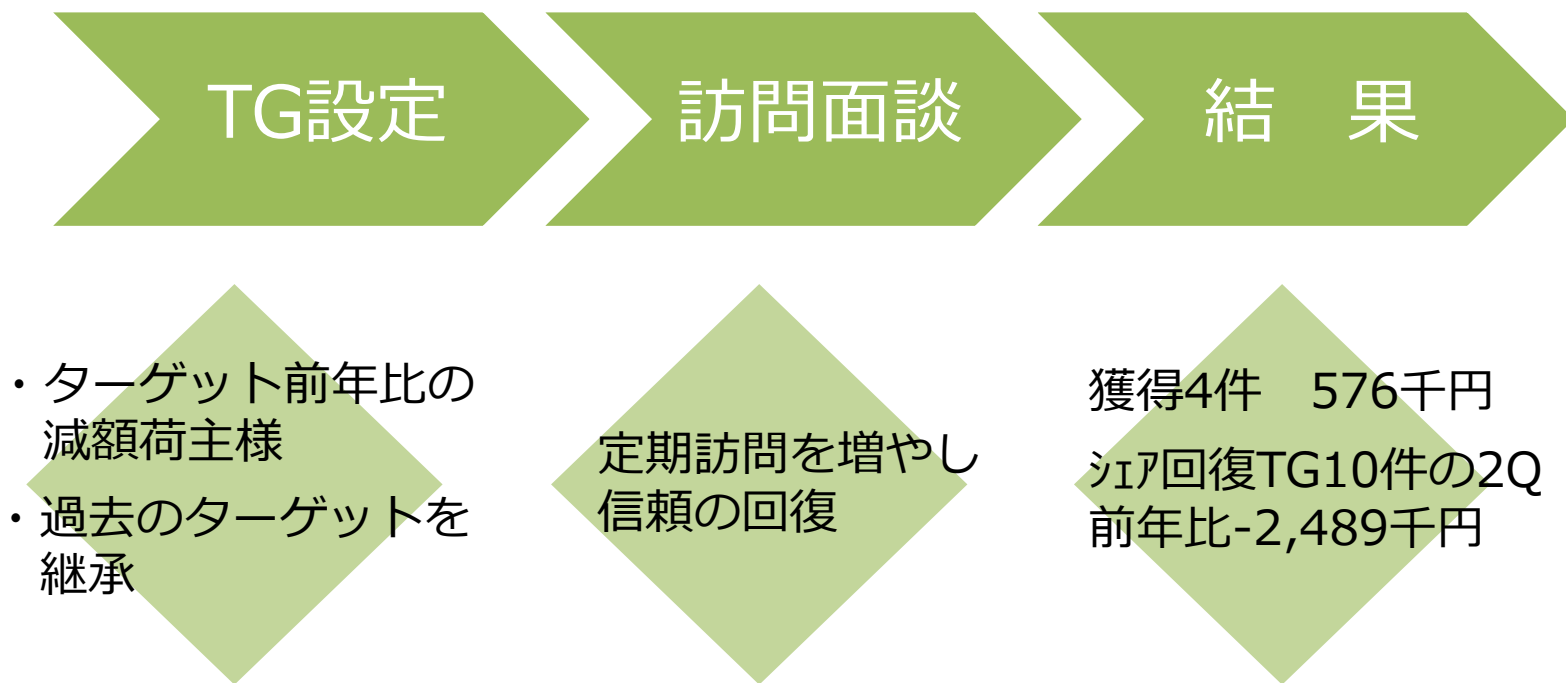 TG設定
訪問面談
結　果
・ターゲット前年比の
減額荷主様
・過去のターゲットを
継承
定期訪問を増やし
信頼の回復
獲得4件　576千円
ｼｪｱ回復TG10件の2Q
前年比-2,489千円